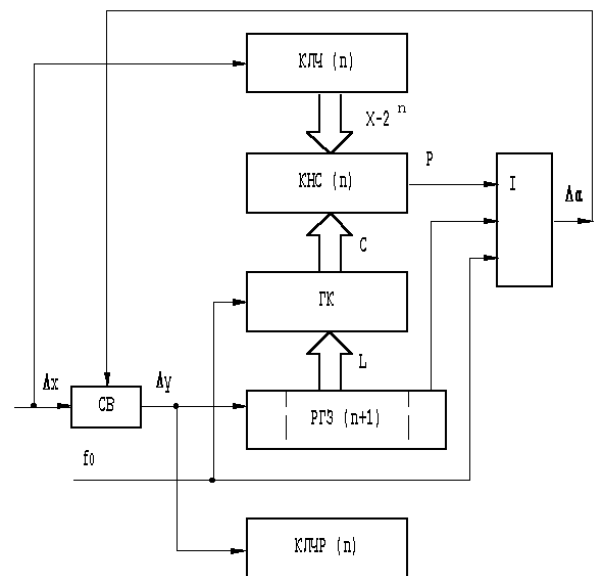 КЛЧ (n)
X-2 n
P
КНС (n)
I
Δα
C
ГК
L
Δx
СВ
Δy
РГЗ (n+1)
f0
КЛЧР (n)